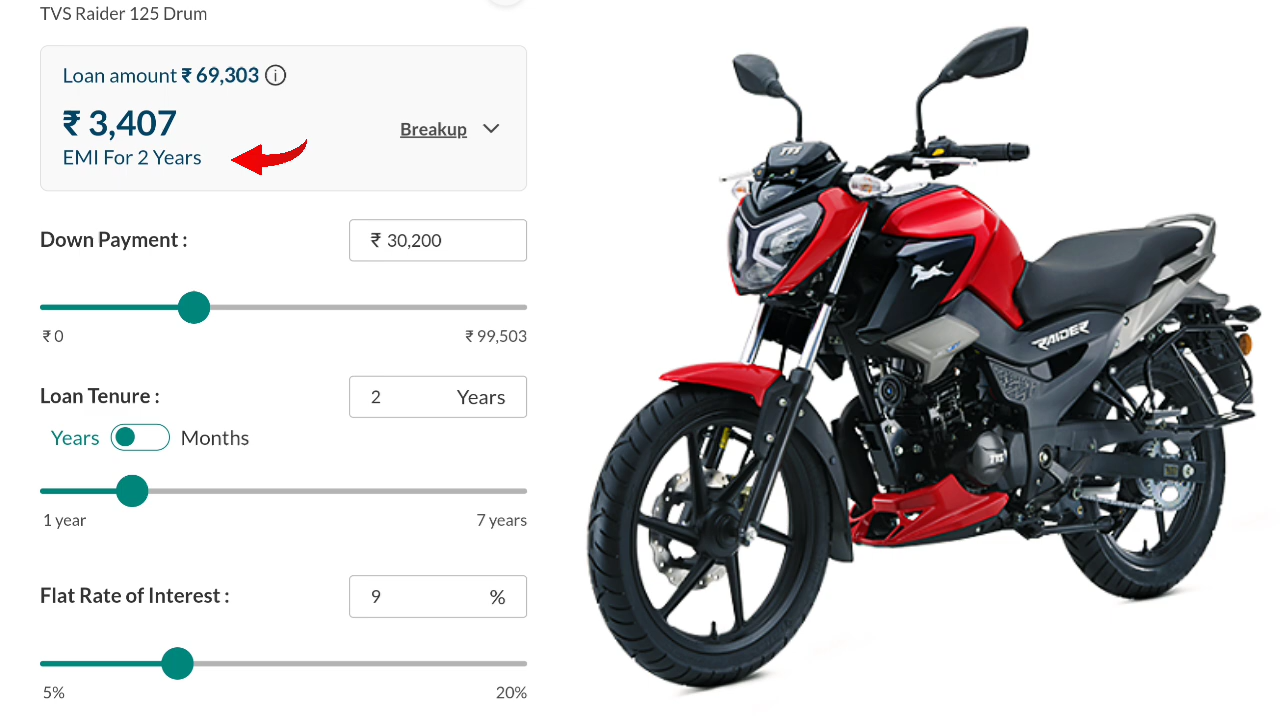 TVS Raider 125 Drum
Loan amount ₹ 69,303 i
₹ 3,407
EMI For 2 Years
Breakup
Down Payment :
₹ 30,200
₹ 0
₹ 99,503
Loan Tenure :
2 Years
Years Months
1 year
7 years
Flat Rate of Interest :
9 %
5%
20%
TVS
RAIDER
TVS